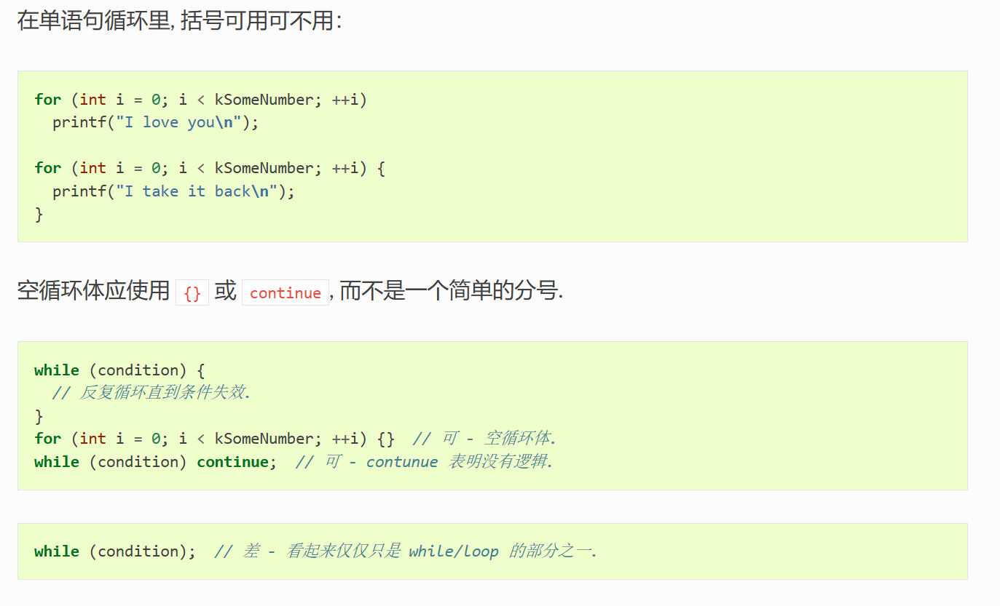 在单语句循环里, 括号可用可不用:
for (int i = 0; i < kSomeNumber; ++i)
  printf("I love you\n");
for (int i = 0; i < kSomeNumber; ++i) {
  printf("I take it back\n");
}
空循环体应使用 {} 或 continue, 而不是一个简单的分号.
while (condition) {
  // 反复循环直到条件失效.
}
for (int i = 0; i < kSomeNumber; ++i) {}  // 可 - 空循环体.
while (condition) continue;  // 可 - contunue 表明没有逻辑.
while (condition);  // 差 - 看起来仅仅只是 while/loop 的部分之一.